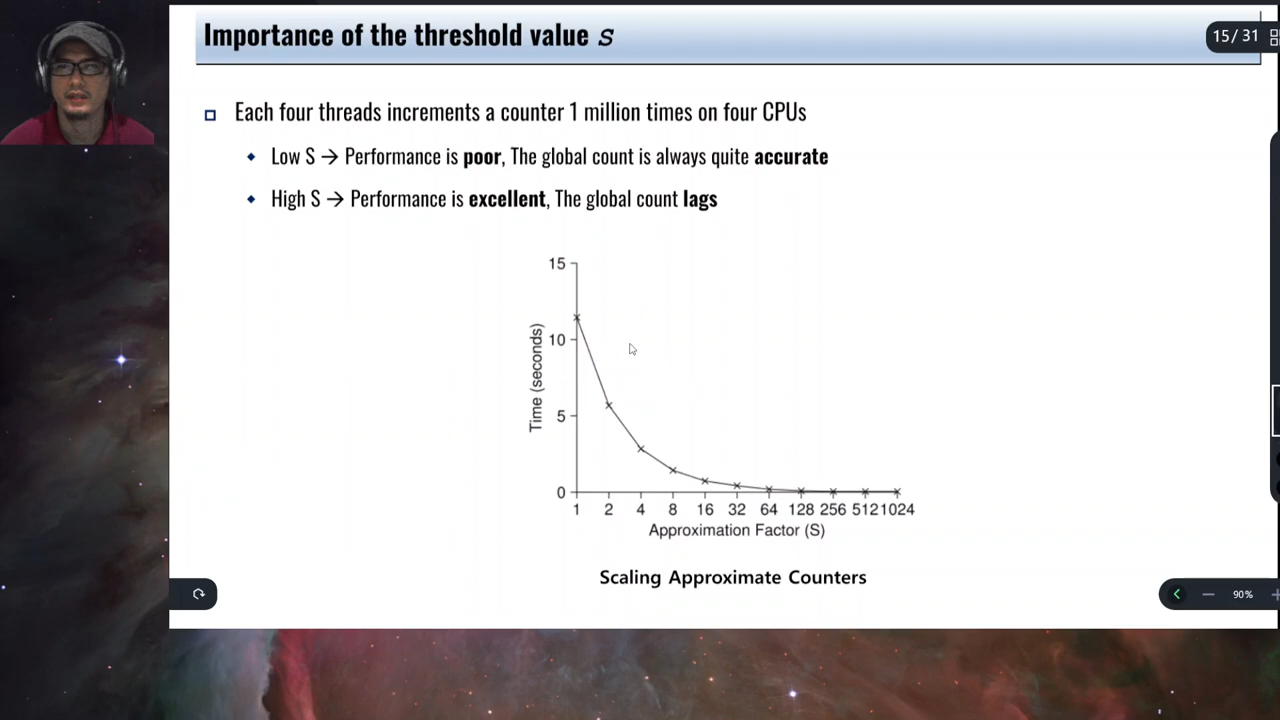 Importance of the threshold value S
15/ 31
Each four threads increments a counter 1 million times on four CPUs
Low S → Performance is poor, The global count is always quite accurate
High S → Performance is excellent, The global count lags
15
10
5
0
Time (seconds)
1 2 4 8 16 32 64 128 256 512 1024
Approximation Factor (S)
Scaling Approximate Counters
90%